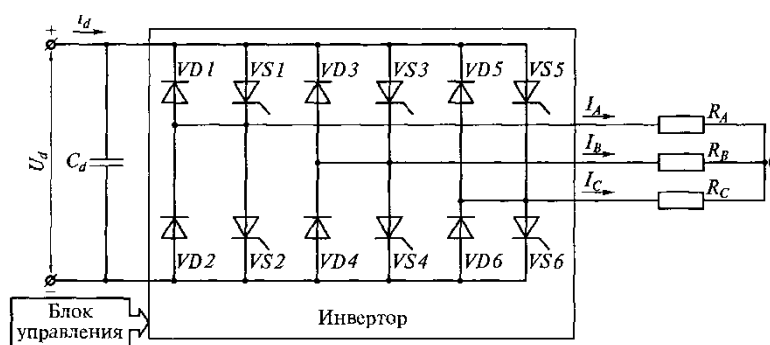 +
i_d
VD1
VS1
VD3
VS3
VD5
VS5
I_A
R_A
I_B
R_B
I_C
R_C
U_d
C_d
VD2
VS2
VD4
VS4
VD6
VS6
−
Блок
управления
Инвертор